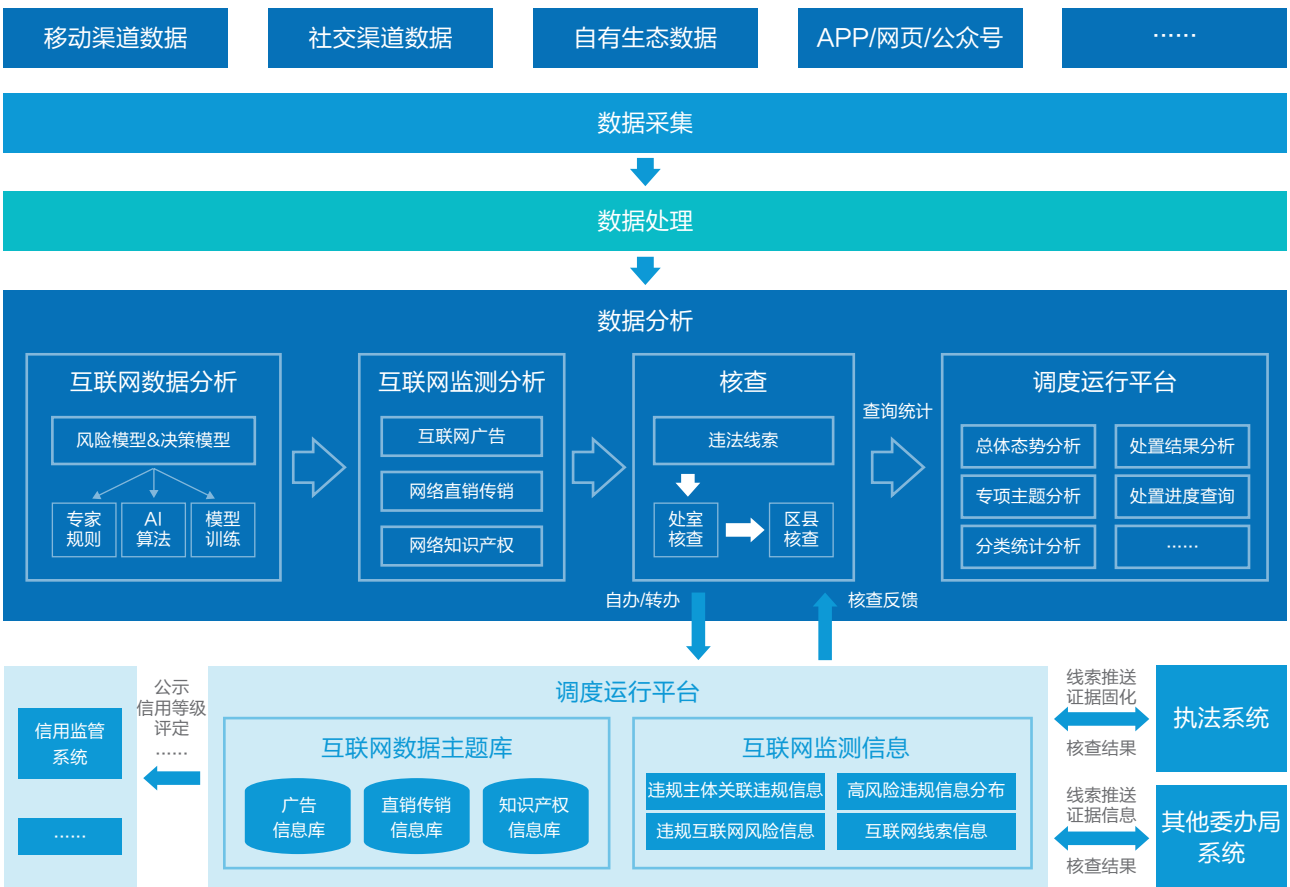 移动渠道数据
社交渠道数据
自有生态数据
APP/网页/公众号
……
数据采集
数据处理
数据分析
互联网数据分析
风险模型&决策模型
专家
规则
AI
算法
模型
训练
互联网监测分析
互联网广告
网络直销传销
网络知识产权
核查
违法线索
处室
核查
区县
核查
查询统计
调度运行平台
总体态势分析
处置结果分析
专项主题分析
处置进度查询
分类统计分析
……
自办/转办
核查反馈
信用监管
系统
……
公示
信用等级
评定
……
调度运行平台
互联网数据主题库
广告
信息库
直销传销
信息库
知识产权
信息库
互联网监测信息
违规主体关联违规信息
高风险违规信息分布
违规互联网风险信息
互联网线索信息
线索推送
证据固化
核查结果
执法系统
线索推送
证据信息
核查结果
其他委办局
系统